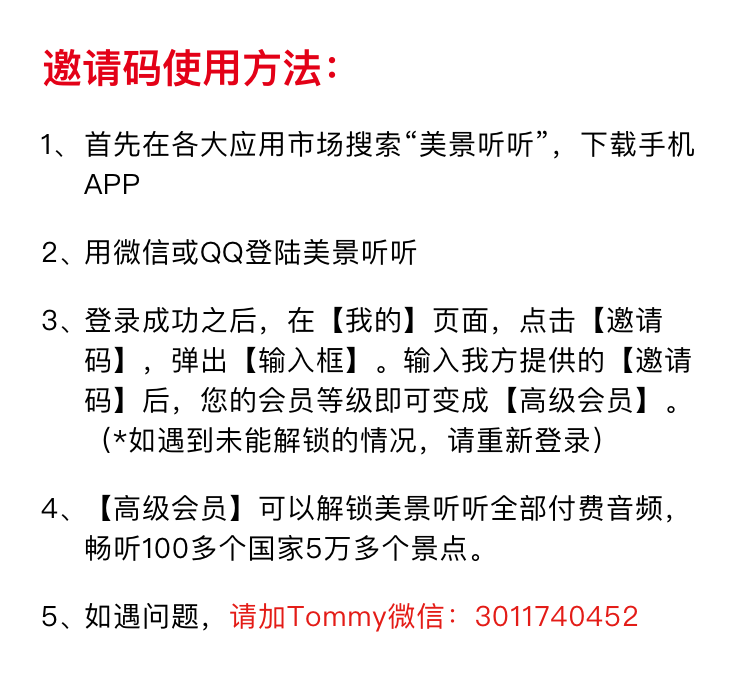 邀请码使用方法：
1、首先在各大应用市场搜索“美景听听”，下载手机
APP
2、用微信或QQ登陆美景听听
3、登录成功之后，在【我的】页面，点击【邀请
码】，弹出【输入框】。输入我方提供的【邀请
码】后，您的会员等级即可变成【高级会员】。
（*如遇到未能解锁的情况，请重新登录）
4、【高级会员】可以解锁美景听听全部付费音频，
畅听100多个国家5万多个景点。
5、如遇问题，请加Tommy微信：3011740452